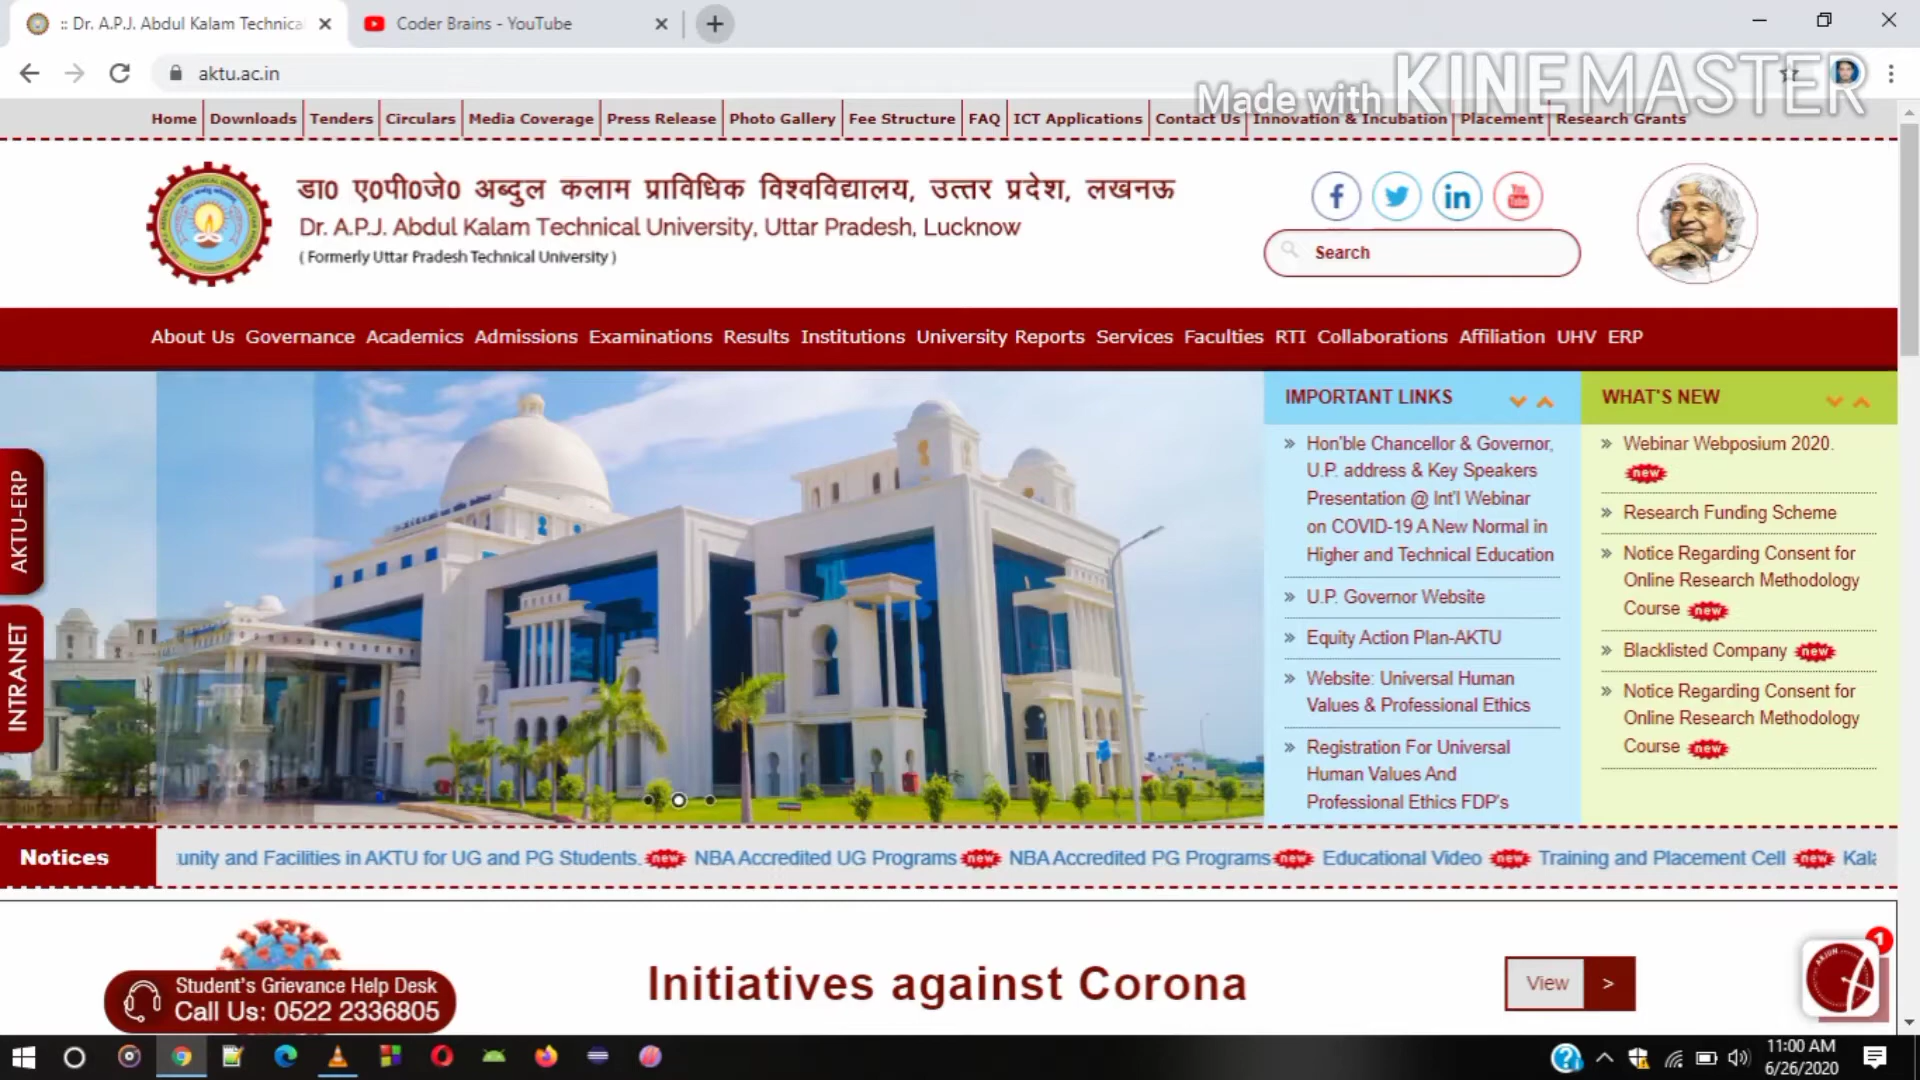 :: Dr. A.P.J. Abdul Kalam Technica
Coder Brains - YouTube
aktu.ac.in
Made with KINEMASTER
Home
Downloads
Tenders
Circulars
Media Coverage
Press Release
Photo Gallery
Fee Structure
FAQ
ICT Applications
Contact Us
Innovation & Incubation
Placement
Research Grants
डा0 ए0पी0जे0 अब्दुल कलाम प्राविधिक विश्वविद्यालय, उत्तर प्रदेश, लखनऊ
Dr. A.P.J. Abdul Kalam Technical University, Uttar Pradesh, Lucknow
( Formerly Uttar Pradesh Technical University )
Search
About Us Governance Academics Admissions Examinations Results Institutions University Reports Services Faculties RTI Collaborations Affiliation UHV ERP
AKTU-ERP
INTRANET
IMPORTANT LINKS
Hon'ble Chancellor & Governor,
U.P. address & Key Speakers
Presentation @ Int'l Webinar
on COVID-19 A New Normal in
Higher and Technical Education
U.P. Governor Website
Equity Action Plan-AKTU
Website: Universal Human
Values & Professional Ethics
Registration For Universal
Human Values And
Professional Ethics FDP's
WHAT'S NEW
Webinar Webposium 2020.
new
Research Funding Scheme
Notice Regarding Consent for
Online Research Methodology
Course new
Blacklisted Company new
Notice Regarding Consent for
Online Research Methodology
Course new
Notices
unity and Facilities in AKTU for UG and PG Students. new NBA Accredited UG Programs new NBA Accredited PG Programs new Educational Video new Training and Placement Cell new Kala
Student's Grievance Help Desk
Call Us: 0522 2336805
Initiatives against Corona
View >
ARJUN
1
11:00 AM
6/26/2020